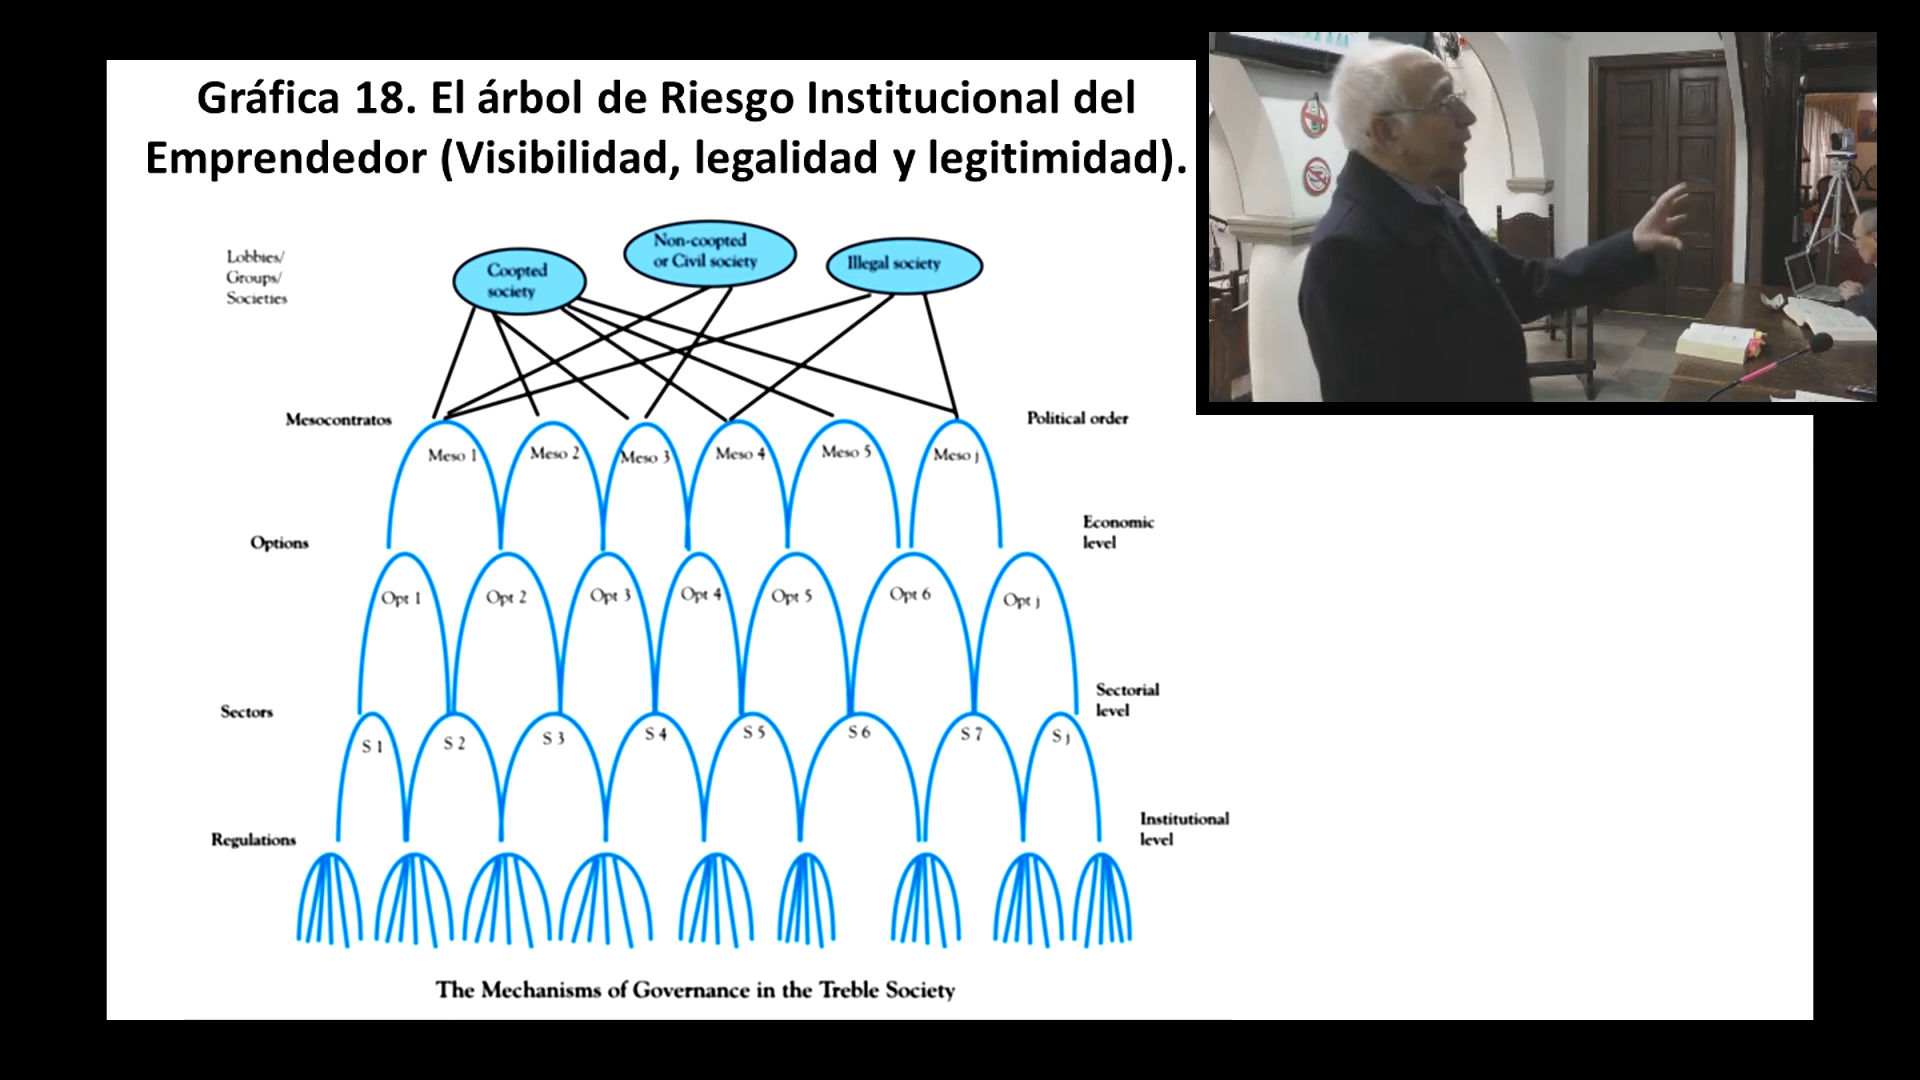 Gráfica 18. El árbol de Riesgo Institucional del
Emprendedor (Visibilidad, legalidad y legitimidad).
Lobbies/
Groups/
Societies
Coopted
society
Non-coopted
or Civil society
Illegal society
Mesocontratos
Political order
Meso 1
Meso 2
Meso 3
Meso 4
Meso 5
Meso j
Options
Economic
level
Opt 1
Opt 2
Opt 3
Opt 4
Opt 5
Opt 6
Opt j
Sectors
Sectorial
level
S 1
S 2
S 3
S 4
S 5
S 6
S 7
S j
Regulations
Institutional
level
The Mechanisms of Governance in the Treble Society